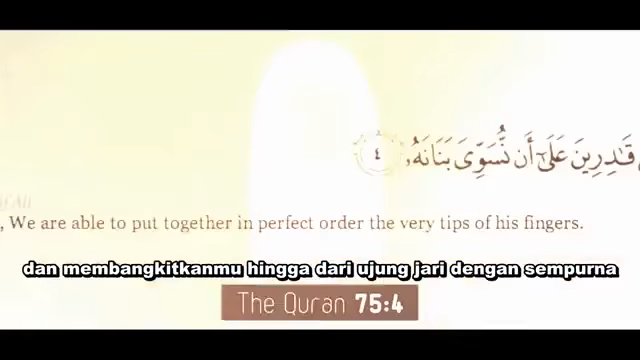 قَـٰدِرِينَ عَلَىٰٓ أَن نُّسَوِّىَ بَنَانَهُۥ ٤
, We are able to put together in perfect order the very tips of his fingers.
dan membangkitkanmu hingga dari ujung jari dengan sempurna
The Quran 75:4